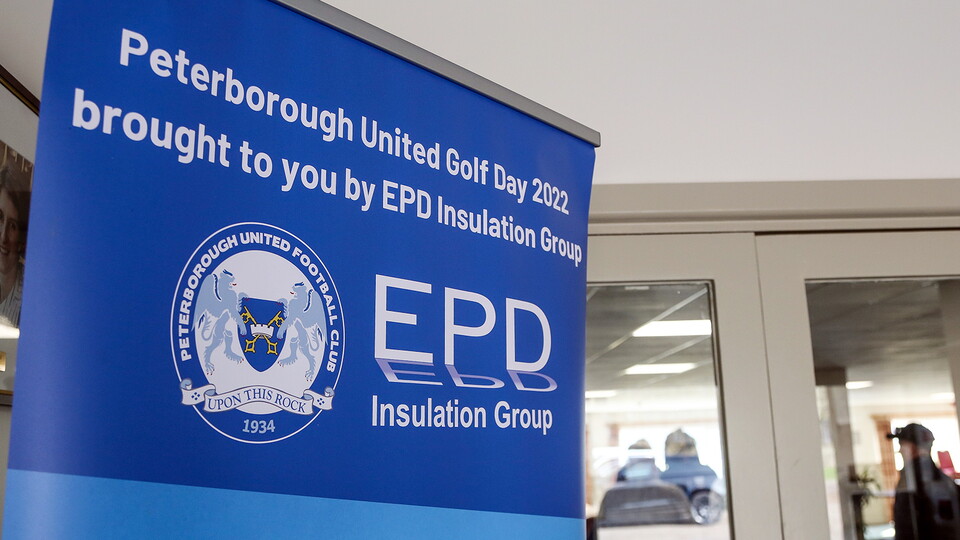 Peterborough United Golf Day 2022
brought to you by EPD Insulation Group
PETERBOROUGH UNITED FOOTBALL CLUB
UPON THIS ROCK
1934
EPD
Insulation Group